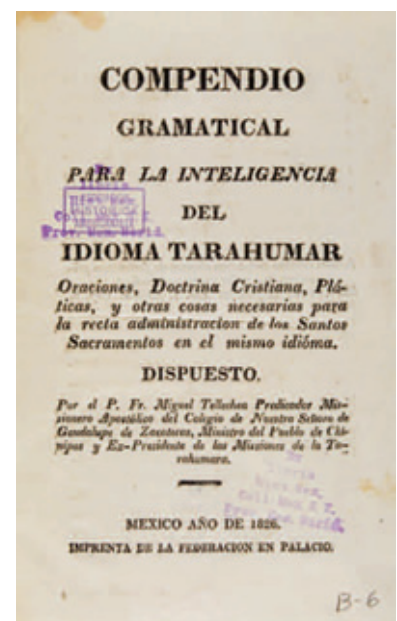 COMPENDIO
GRAMATICAL
PARA LA INTELIGENCIA
DEL
IDIOMA TARAHUMAR
Oraciones, Doctrina Cristiana, Plá-
ticas, y otras cosas necesarias para
la recta administracion de los Santos
Sacramentos en el mismo idióma.
DISPUESTO.
Por el P. Fr. Miguel Tellechea Predicador Mis-
sionero Apostólico del Colegio de Nuestra Señora de
Guadalupe de Zacatecas, Ministro del Pueblo de Chi-
nipas y Ex-Presidente de las Missiones de la Ta-
rahumara.
MEXICO AÑO DE 1826.
IMPRENTA DE LA FEDERACION EN PALACIO.
B-6